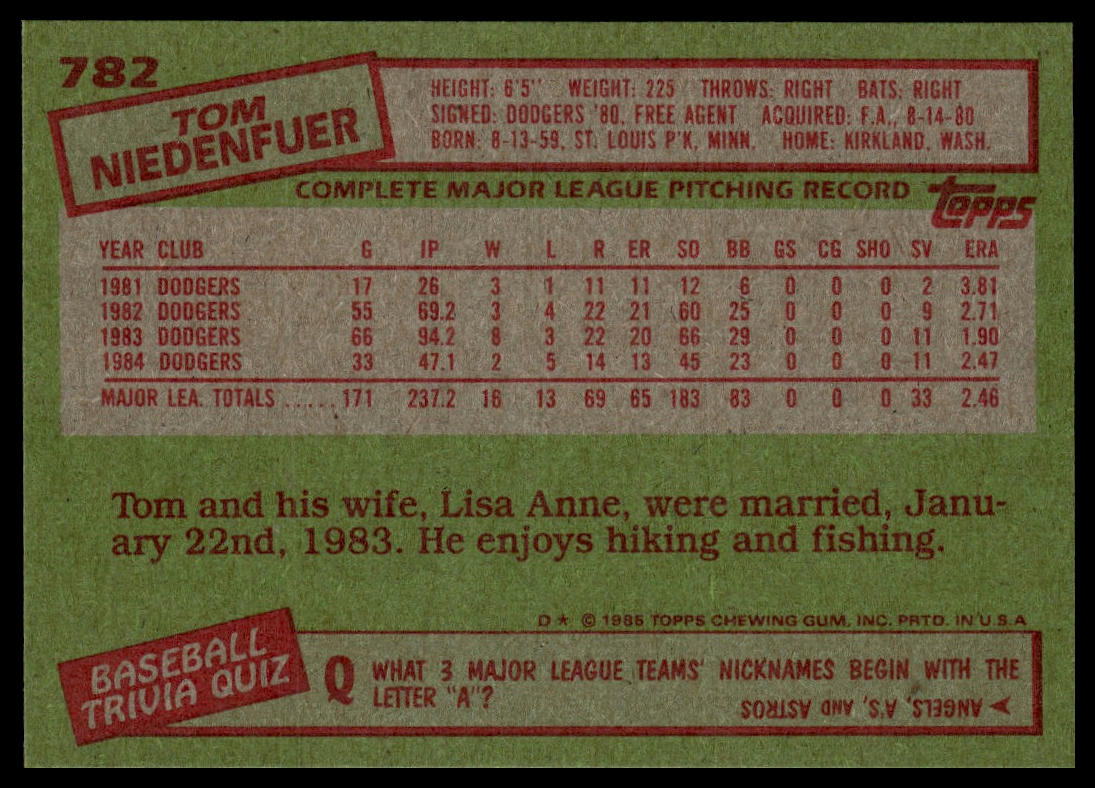 782
TOM
NIEDENFUER
HEIGHT: 6'5" WEIGHT: 225 THROWS: RIGHT BATS: RIGHT
SIGNED: DODGERS '80, FREE AGENT ACQUIRED: F.A., 8-14-80
BORN: 8-13-59, ST. LOUIS P'K, MINN. HOME: KIRKLAND, WASH.
COMPLETE MAJOR LEAGUE PITCHING RECORD
topps
YEAR CLUB G IP W L R ER SO BB GS CG SHO SV ERA
1981 DODGERS 17 26 3 1 11 11 12 6 0 0 0 2 3.81
1982 DODGERS 55 69.2 3 4 22 21 60 25 0 0 0 9 2.71
1983 DODGERS 66 94.2 8 3 22 20 66 29 0 0 0 11 1.90
1984 DODGERS 33 47.1 2 5 14 13 45 23 0 0 0 11 2.47
MAJOR LEA. TOTALS ......171 237.2 16 13 69 65 183 83 0 0 0 33 2.46
Tom and his wife, Lisa Anne, were married, Janu-
ary 22nd, 1983. He enjoys hiking and fishing.
D ★ © 1985 TOPPS CHEWING GUM, INC. PRTD. IN U.S.A
BASEBALL
TRIVIA QUIZ
Q WHAT 3 MAJOR LEAGUE TEAMS' NICKNAMES BEGIN WITH THE
LETTER "A"?
ANGELS, A'S, AND ASTROS